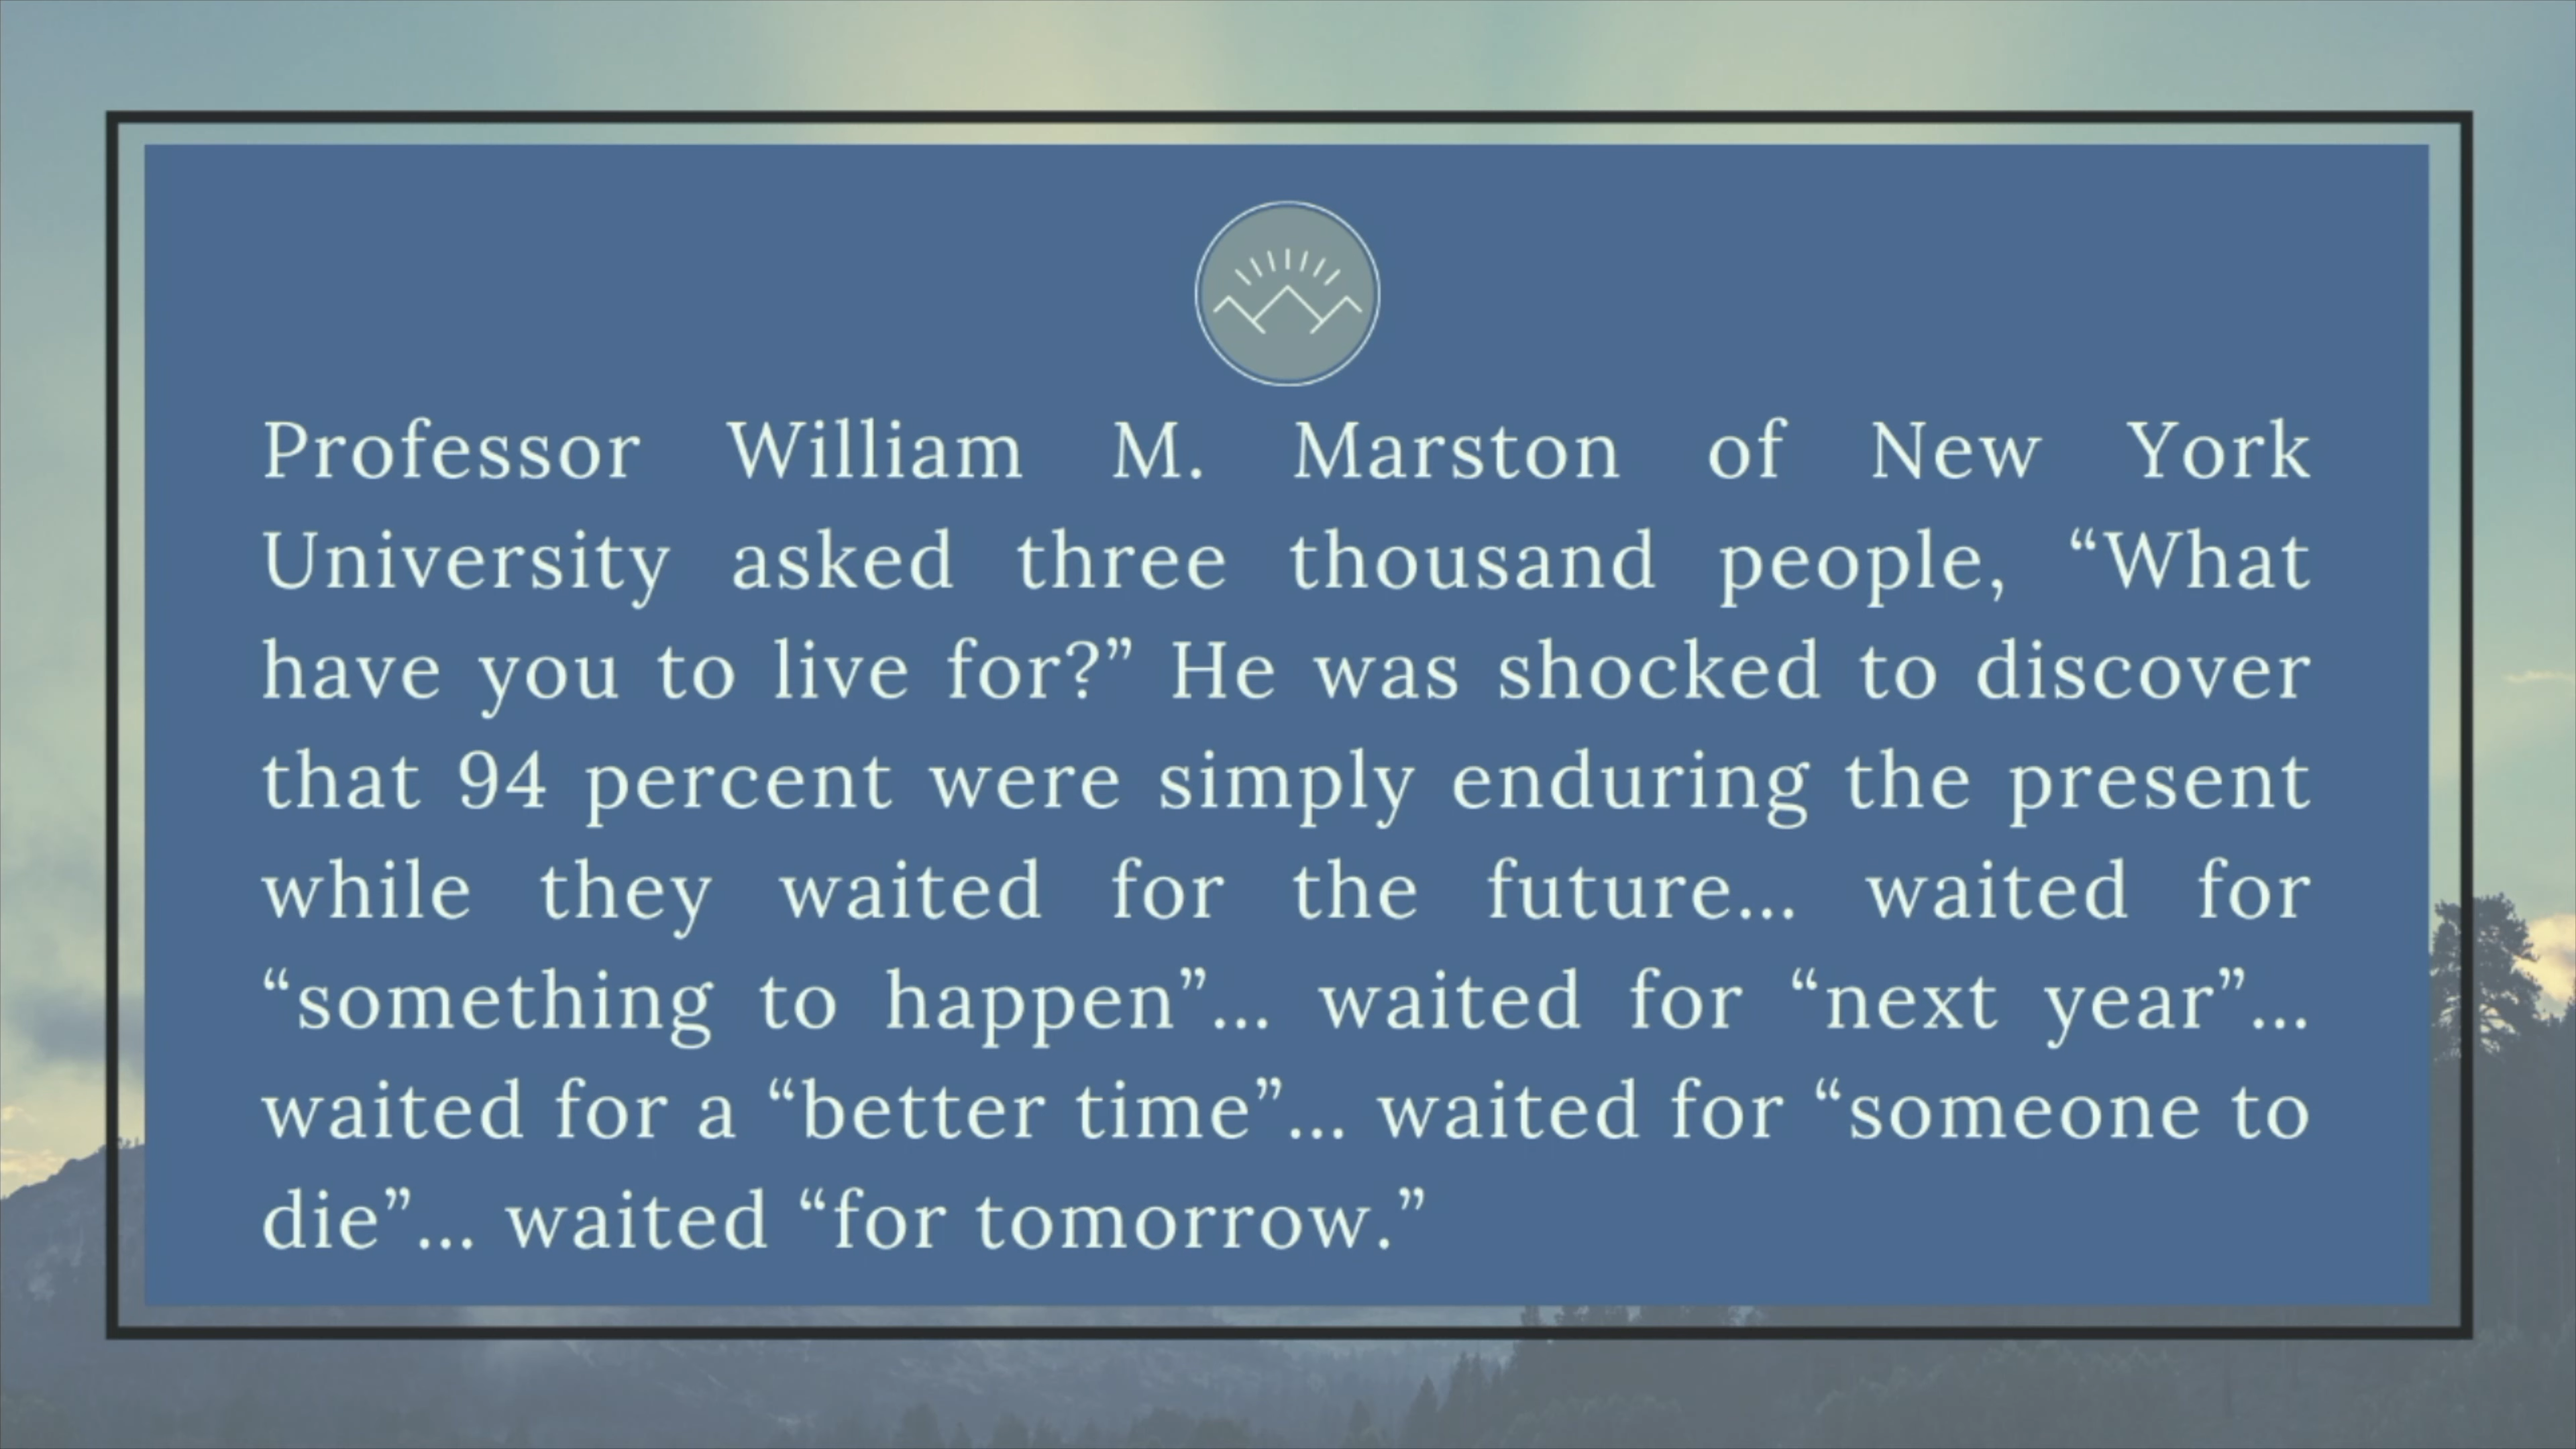 Professor William M. Marston of New York
University asked three thousand people, “What
have you to live for?” He was shocked to discover
that 94 percent were simply enduring the present
while they waited for the future... waited for
“something to happen”... waited for “next year”...
waited for a “better time”... waited for “someone to
die”... waited “for tomorrow.”